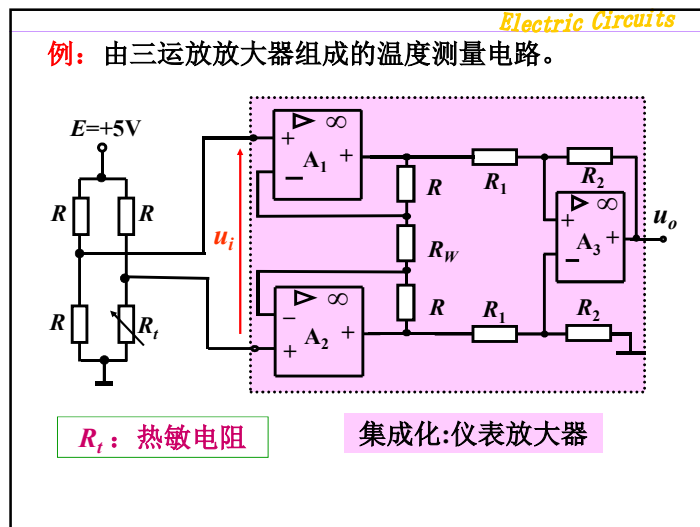 Electric Circuits
例：由三运放放大器组成的温度测量电路。
E=+5V
R R
R Rt
ui
+ ▷ ∞ A1 + −
R
RW
R
− ▷ ∞ A2 + +
R1 R2
+ ▷ ∞ A3 + −
uo
R1 R2
Rt：热敏电阻
集成化:仪表放大器